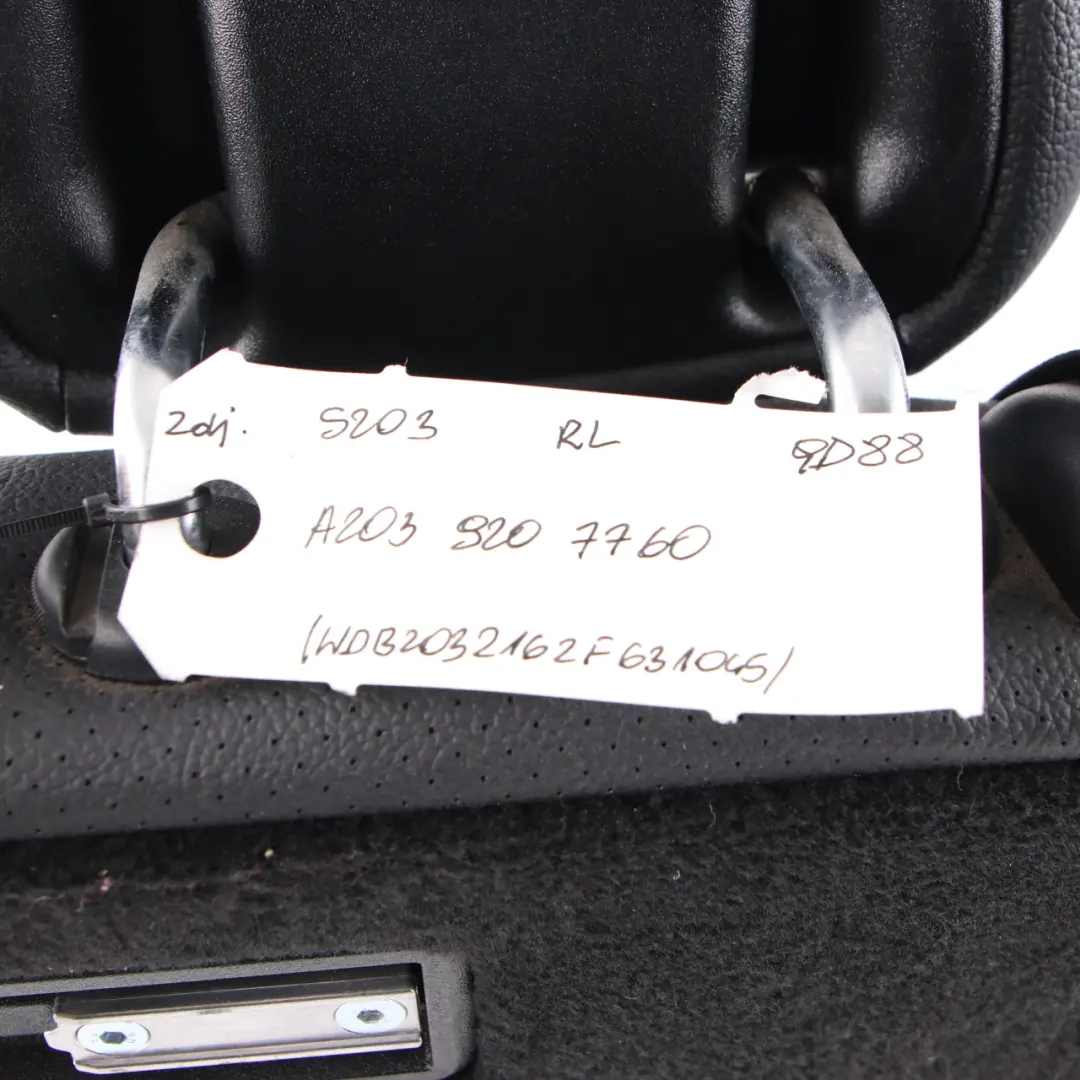 Zdj. S203 RL 9D88
A203 920 7760
(WDB2032162F631045)